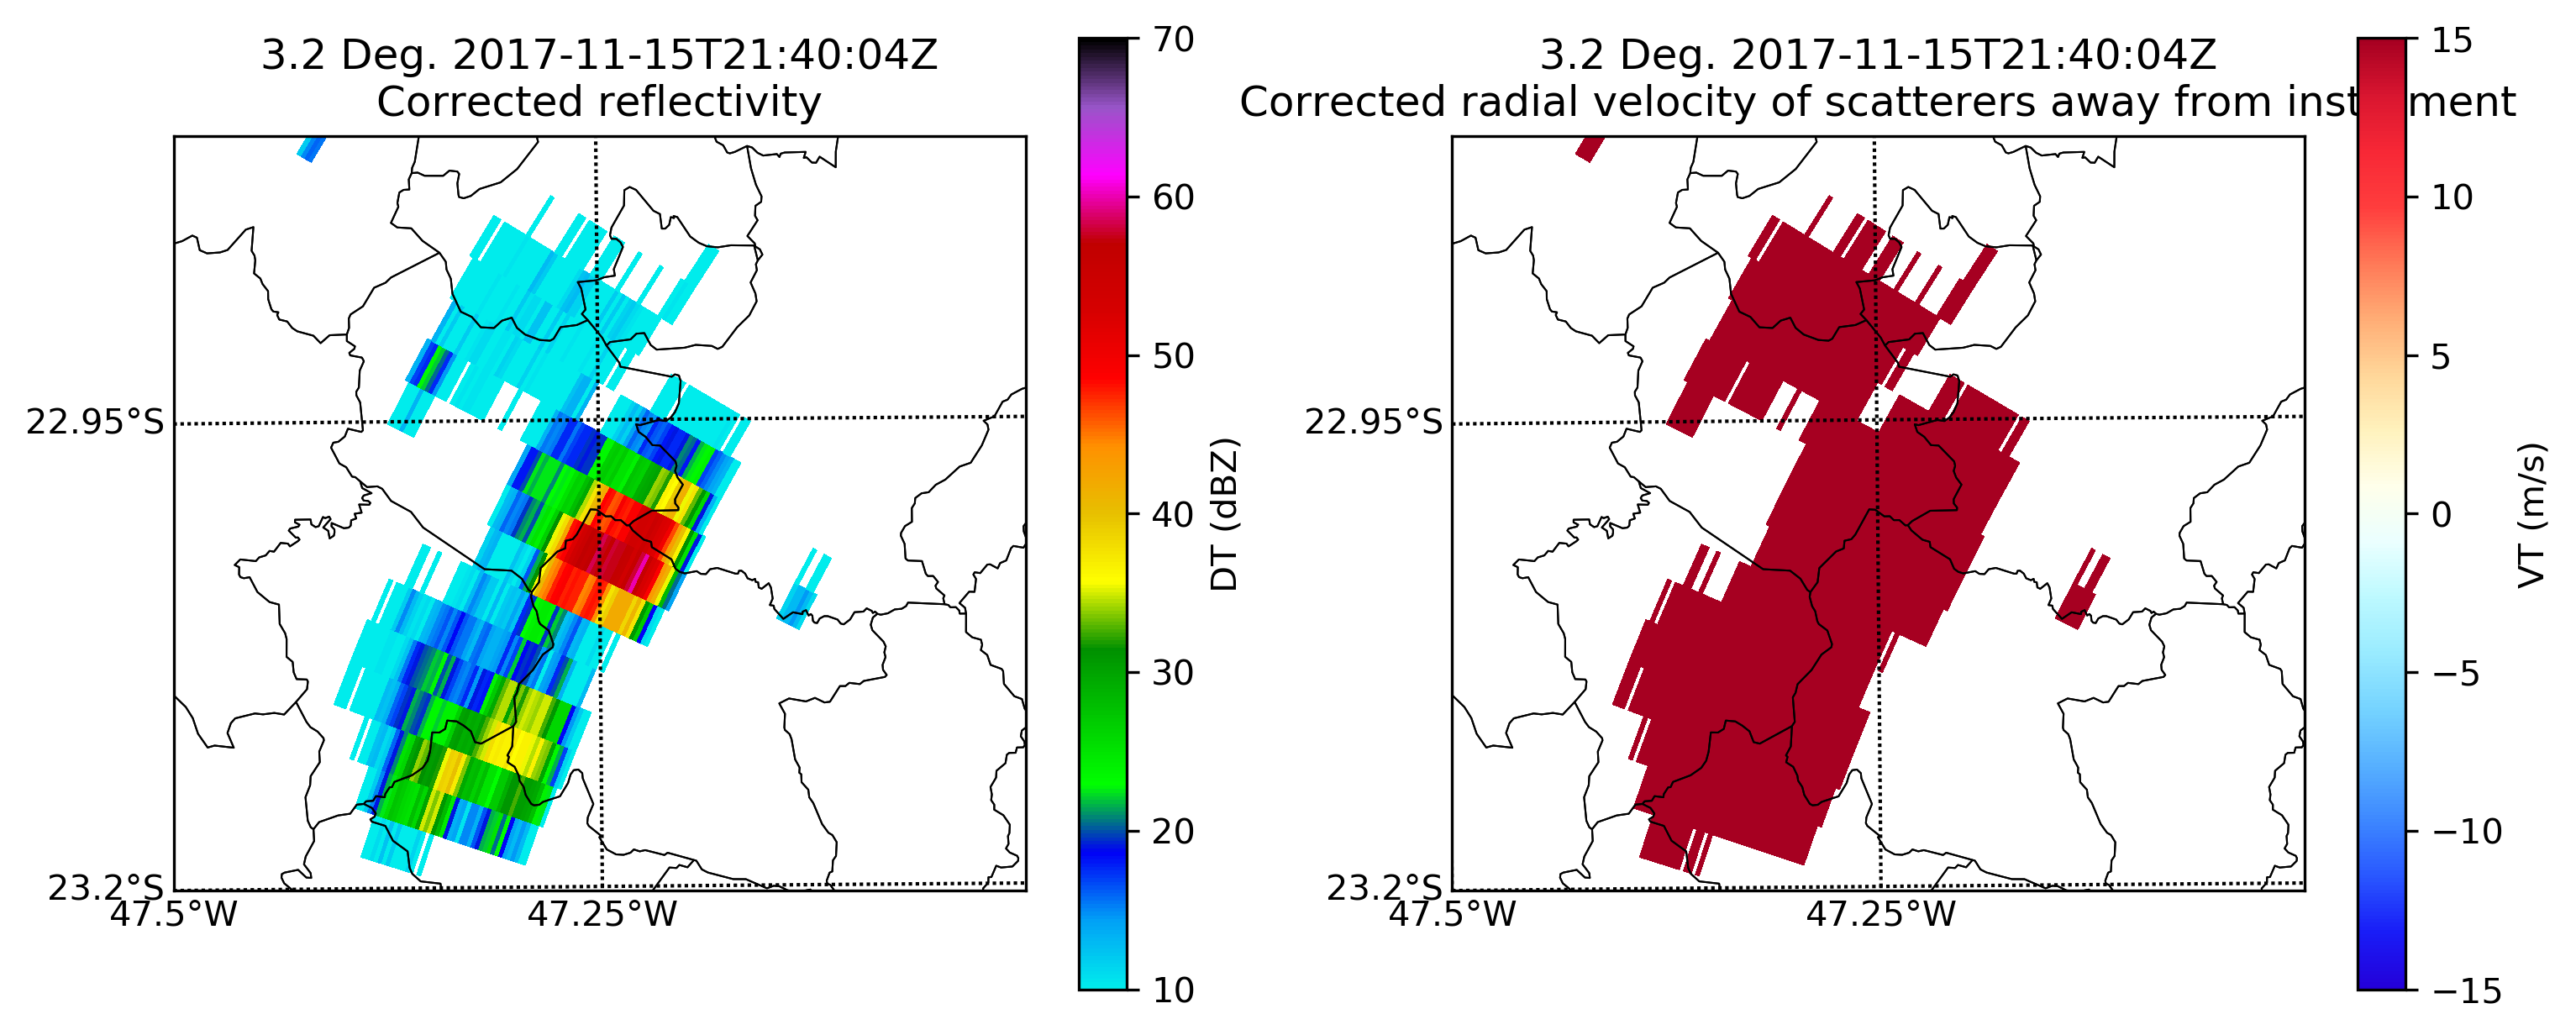 3.2 Deg. 2017-11-15T21:40:04Z
Corrected reflectivity
22.95°S
23.2°S
47.5°W
47.25°W
70
60
50
40
30
20
10
DT (dBZ)
3.2 Deg. 2017-11-15T21:40:04Z
Corrected radial velocity of scatterers away from inst ment
22.95°S
23.2°S
47.5°W
47.25°W
15
10
5
0
−5
−10
−15
VT (m/s)